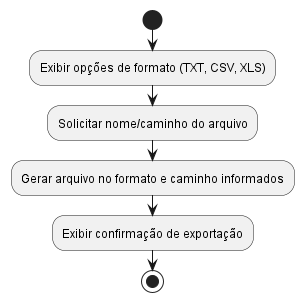 Exibir opções de formato (TXT, CSV, XLS)
Solicitar nome/caminho do arquivo
Gerar arquivo no formato e caminho informados
Exibir confirmação de exportação